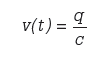 v(t) = q/c